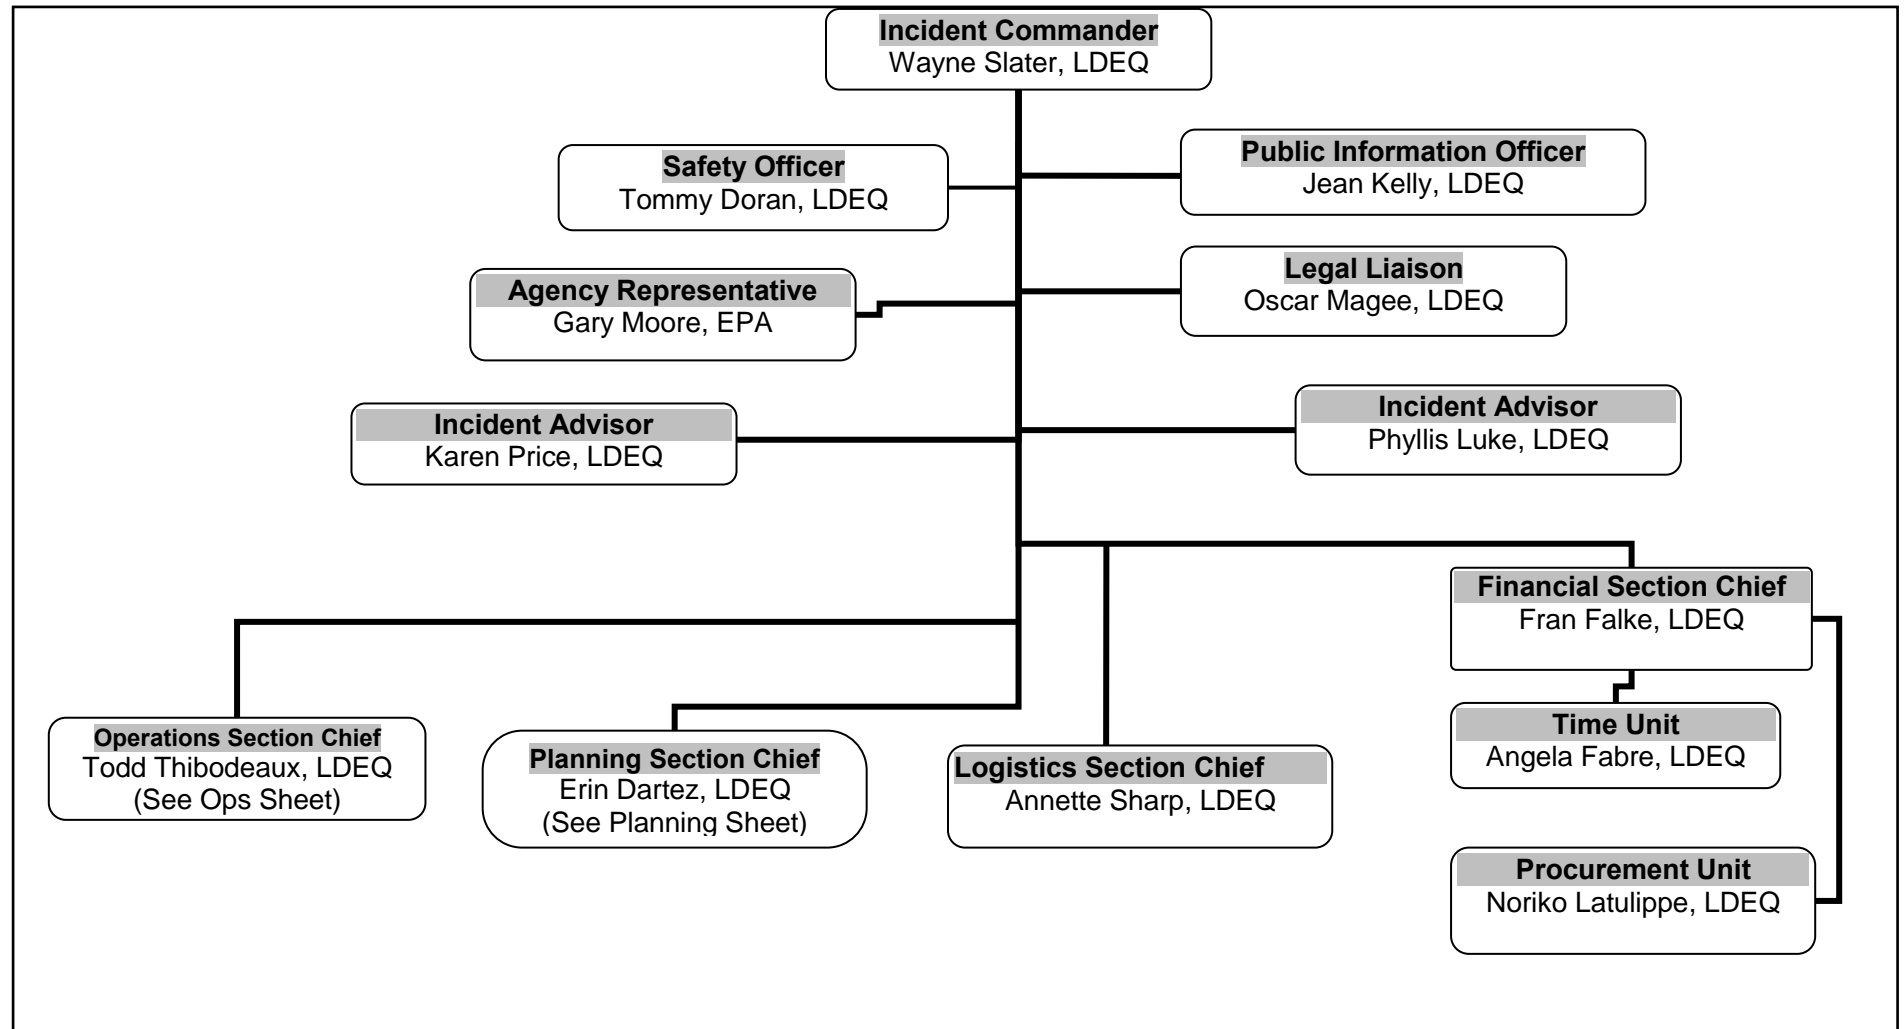 Incident Commander
Wayne Slater, LDEQ
Safety Officer
Tommy Doran, LDEQ
Public Information Officer
Jean Kelly, LDEQ
Agency Representative
Gary Moore, EPA
Legal Liaison
Oscar Magee, LDEQ
Incident Advisor
Karen Price, LDEQ
Incident Advisor
Phyllis Luke, LDEQ
Operations Section Chief
Todd Thibodeaux, LDEQ
(See Ops Sheet)
Planning Section Chief
Erin Dartez, LDEQ
(See Planning Sheet)
Logistics Section Chief
Annette Sharp, LDEQ
Financial Section Chief
Fran Falke, LDEQ
Time Unit
Angela Fabre, LDEQ
Procurement Unit
Noriko Latulippe, LDEQ